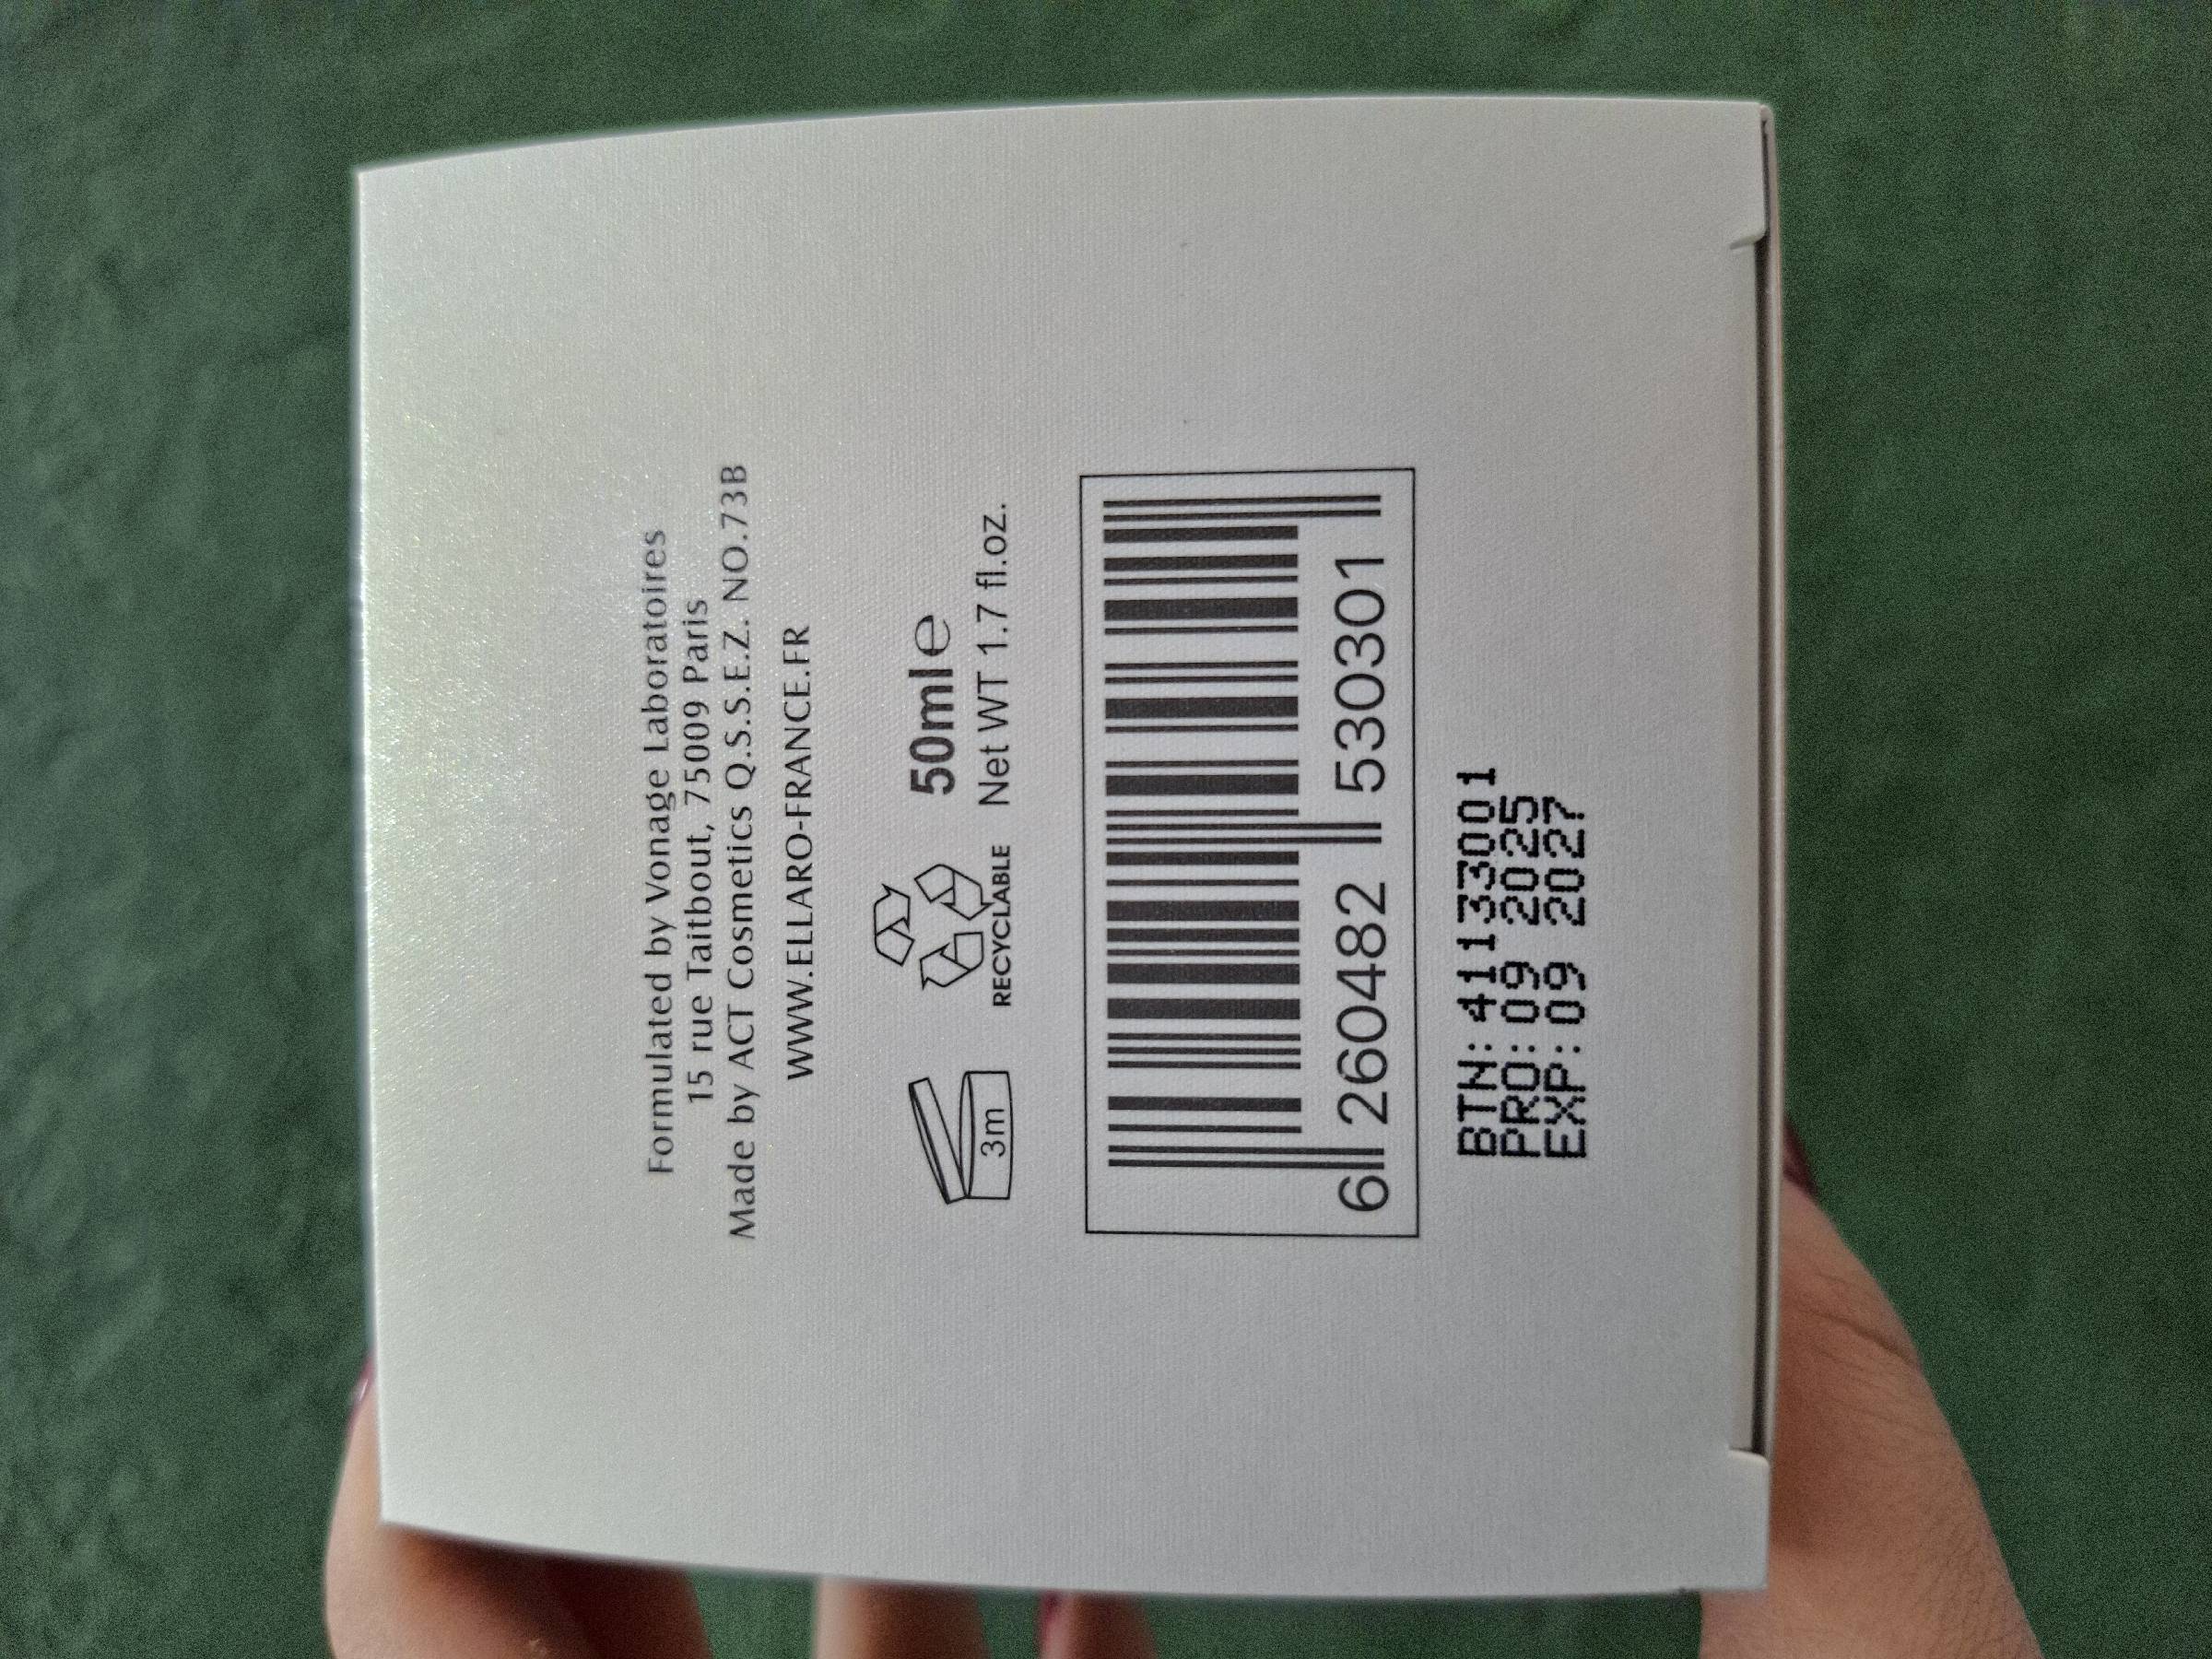 Formulated by Vonage Laboratoires
15 rue Taitbout, 75009 Paris
Made by ACT Cosmetics Q.S.S.E.Z. NO.73B
WWW.ELLARO-FRANCE.FR
3m
RECYCLABLE
50ml e
Net WT 1.7 fl.oz.
6 260482 530301
BTN: 41133001
PRO: 09 2025
EXP: 09 2027